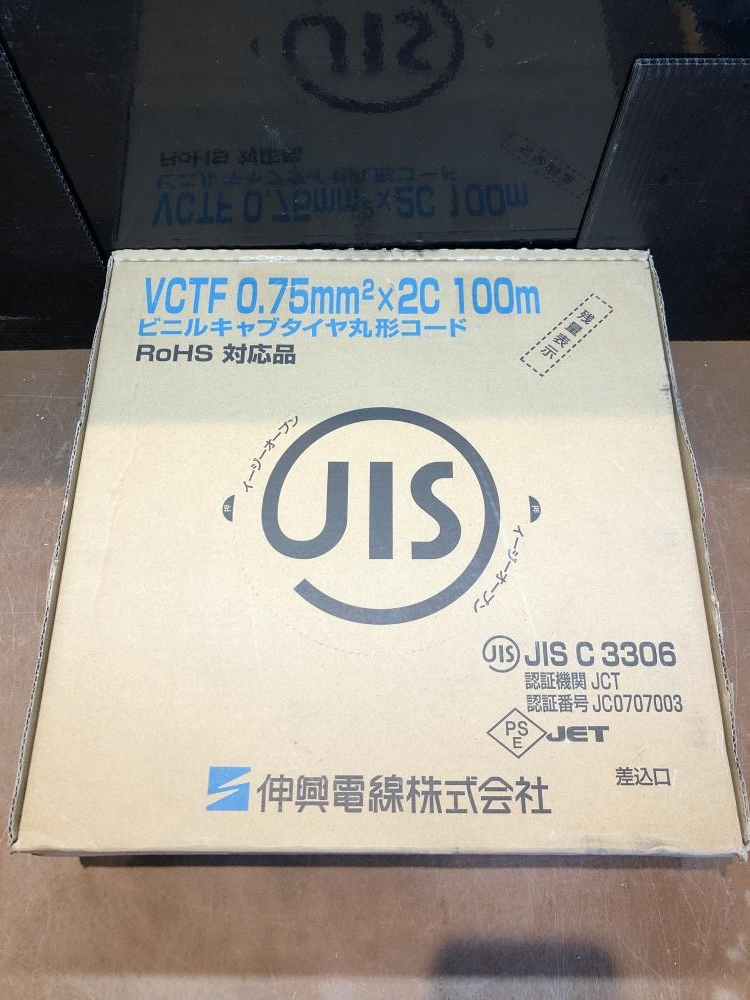 VCTF 0.75mm²×2C 100m
ビニルキャブタイヤ丸形コード
RoHS 対応品
残量表示
イージーオープン
JIS
イージーオープン
JIS JIS C 3306
認証機関 JCT
認証番号 JC0707003
PS
E
JET
差込口
伸興電線株式会社